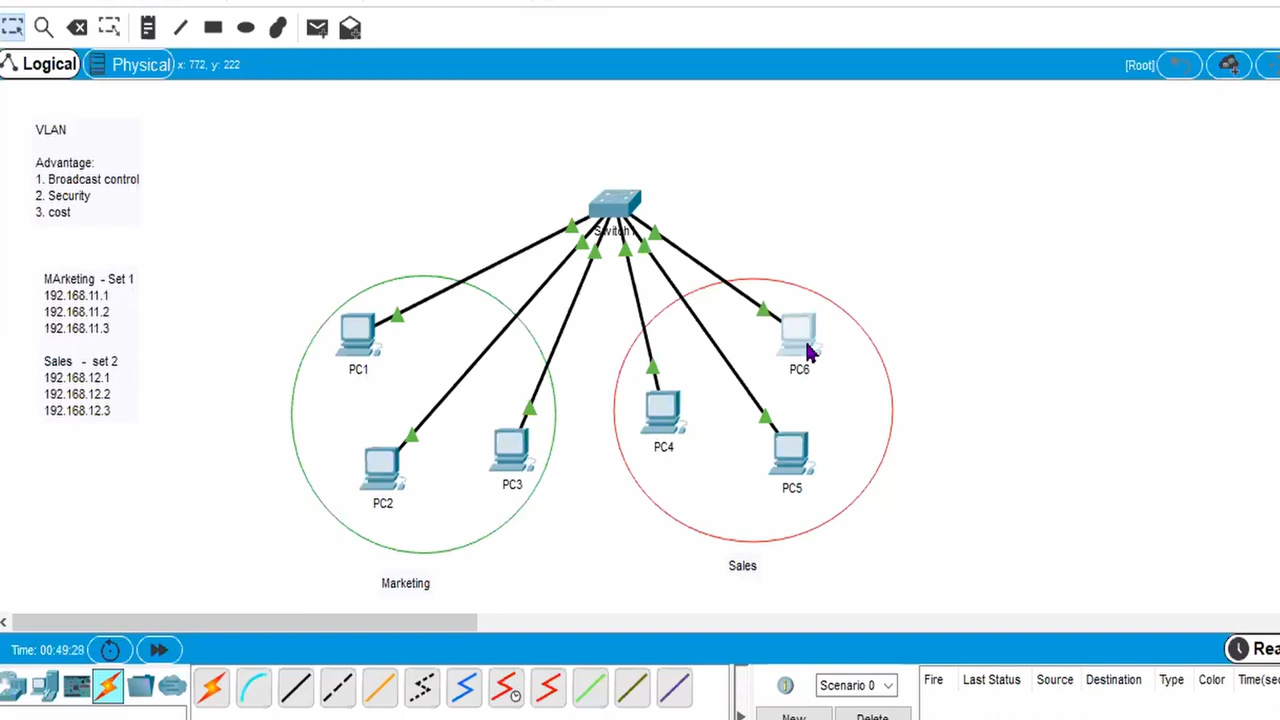 Logical
Physical
x: 772, y: 222
[Root]
VLAN
Advantage:
1. Broadcast control
2. Security
3. cost
MArketing - Set 1
192.168.11.1
192.168.11.2
192.168.11.3
Sales - set 2
192.168.12.1
192.168.12.2
192.168.12.3
PC1
PC6
PC4
PC3
PC5
PC2
Sales
Marketing
Time: 00:49:28
Rea
Scenario 0
Fire Last Status Source Destination Type Color Time(sec
New
Delete